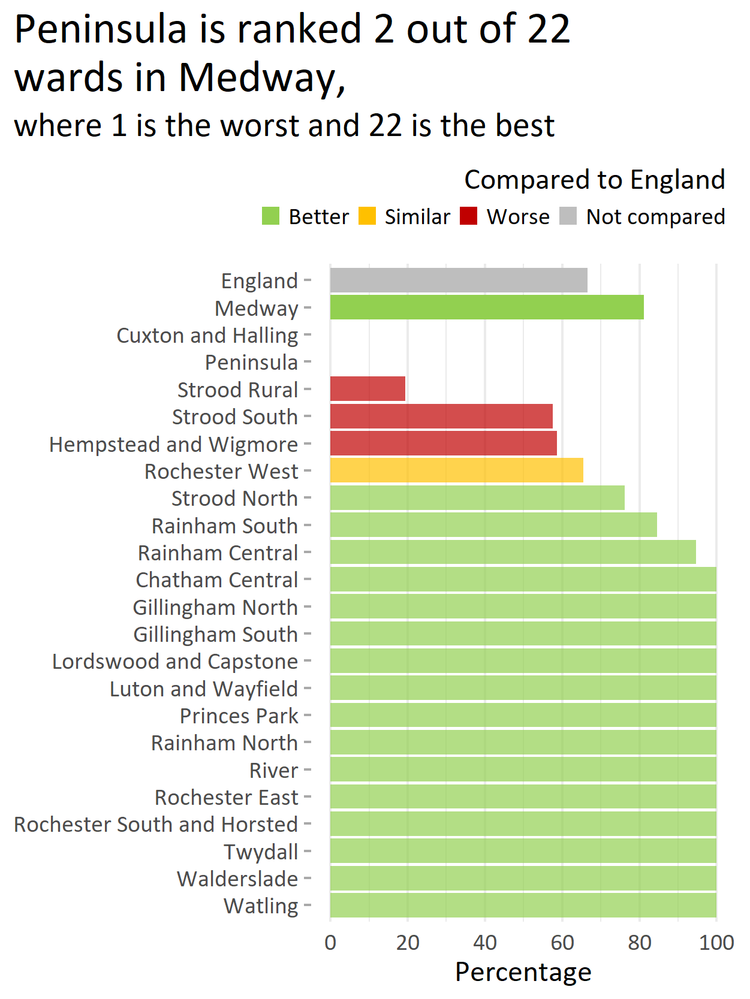 Peninsula is ranked 2 out of 22
wards in Medway,
where 1 is the worst and 22 is the best
Compared to England
Better Similar Worse Not compared
England
Medway
Cuxton and Halling
Peninsula
Strood Rural
Strood South
Hempstead and Wigmore
Rochester West
Strood North
Rainham South
Rainham Central
Chatham Central
Gillingham North
Gillingham South
Lordswood and Capstone
Luton and Wayfield
Princes Park
Rainham North
River
Rochester East
Rochester South and Horsted
Twydall
Walderslade
Watling
0 20 40 60 80 100
Percentage